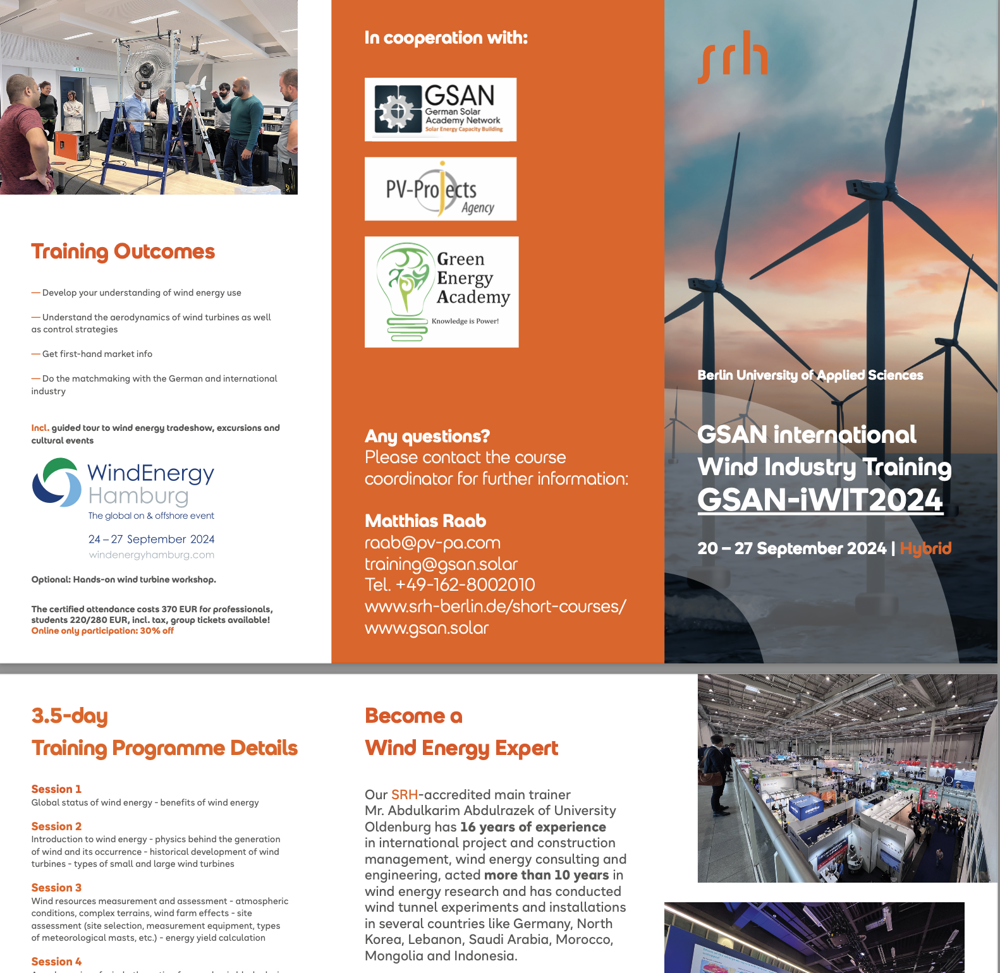 Training Outcomes
— Develop your understanding of wind energy use
— Understand the aerodynamics of wind turbines as well
as control strategies
— Get first-hand market info
— Do the matchmaking with the German and international
industry
Incl. guided tour to wind energy tradeshow, excursions and
cultural events
WindEnergy
Hamburg
The global on & offshore event
24 – 27 September 2024
windenergyhamburg.com
Optional: Hands-on wind turbine workshop.
The certified attendance costs 370 EUR for professionals,
students 220/280 EUR, incl. tax, group tickets available!
Online only participation: 30% off
In cooperation with:
GSAN
German Solar
Academy Network
Solar Energy Capacity Building
PV-Projects
Agency
Green
Energy
Academy
Knowledge is Power!
Any questions?
Please contact the course
coordinator for further information:
Matthias Raab
raab@pv-pa.com
training@gsan.solar
Tel. +49-162-8002010
www.srh-berlin.de/short-courses/
www.gsan.solar
srh
Berlin University of Applied Sciences
GSAN international
Wind Industry Training
GSAN-iWIT2024
20 – 27 September 2024 | Hybrid
3.5-day
Training Programme Details
Session 1
Global status of wind energy - benefits of wind energy
Session 2
Introduction to wind energy - physics behind the generation
of wind and its occurrence - historical development of wind
turbines - types of small and large wind turbines
Session 3
Wind resources measurement and assessment - atmospheric
conditions, complex terrains, wind farm effects - site
assessment (site selection, measurement equipment, types
of meteorological masts, etc.) - energy yield calculation
Session 4
Become a
Wind Energy Expert
Our SRH-accredited main trainer
Mr. Abdulkarim Abdulrazek of University
Oldenburg has 16 years of experience
in international project and construction
management, wind energy consulting and
engineering, acted more than 10 years in
wind energy research and has conducted
wind tunnel experiments and installations
in several countries like Germany, North
Korea, Lebanon, Saudi Arabia, Morocco,
Mongolia and Indonesia.